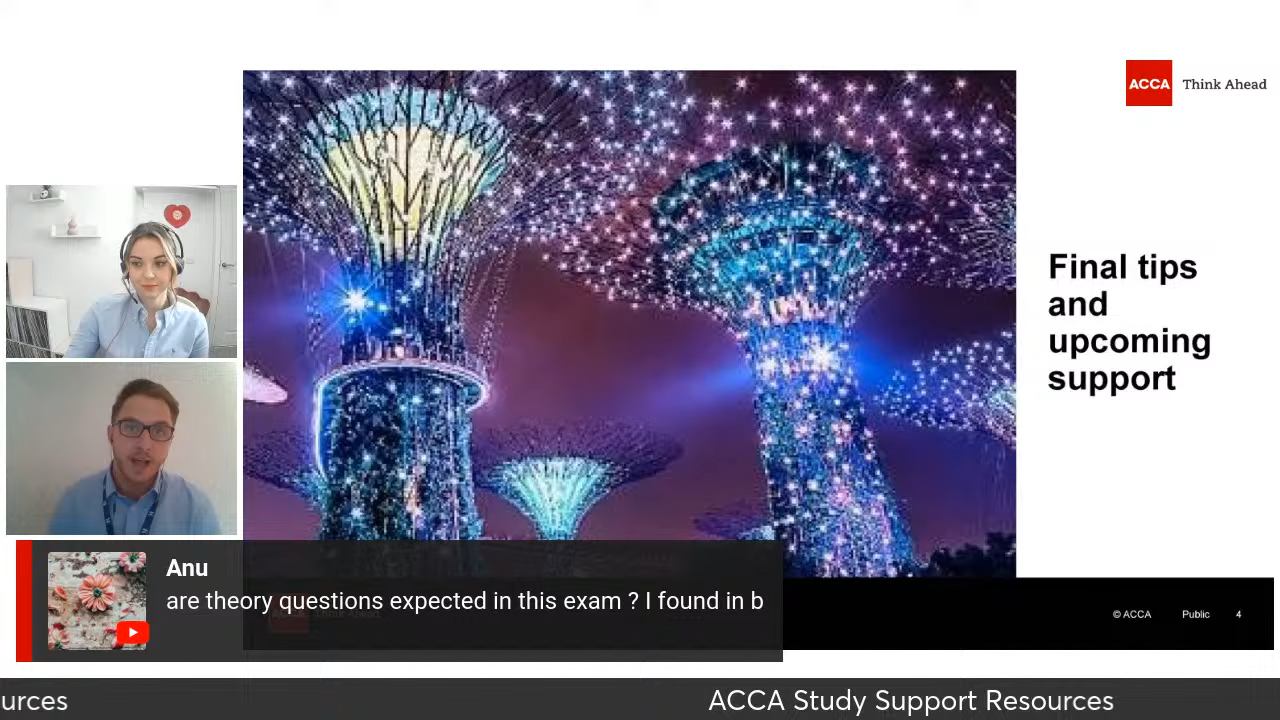 ACCA Think Ahead
Final tips
and
upcoming
support
Anu
are theory questions expected in this exam ? I found in b
© ACCA Public 4
urces
ACCA Study Support Resources